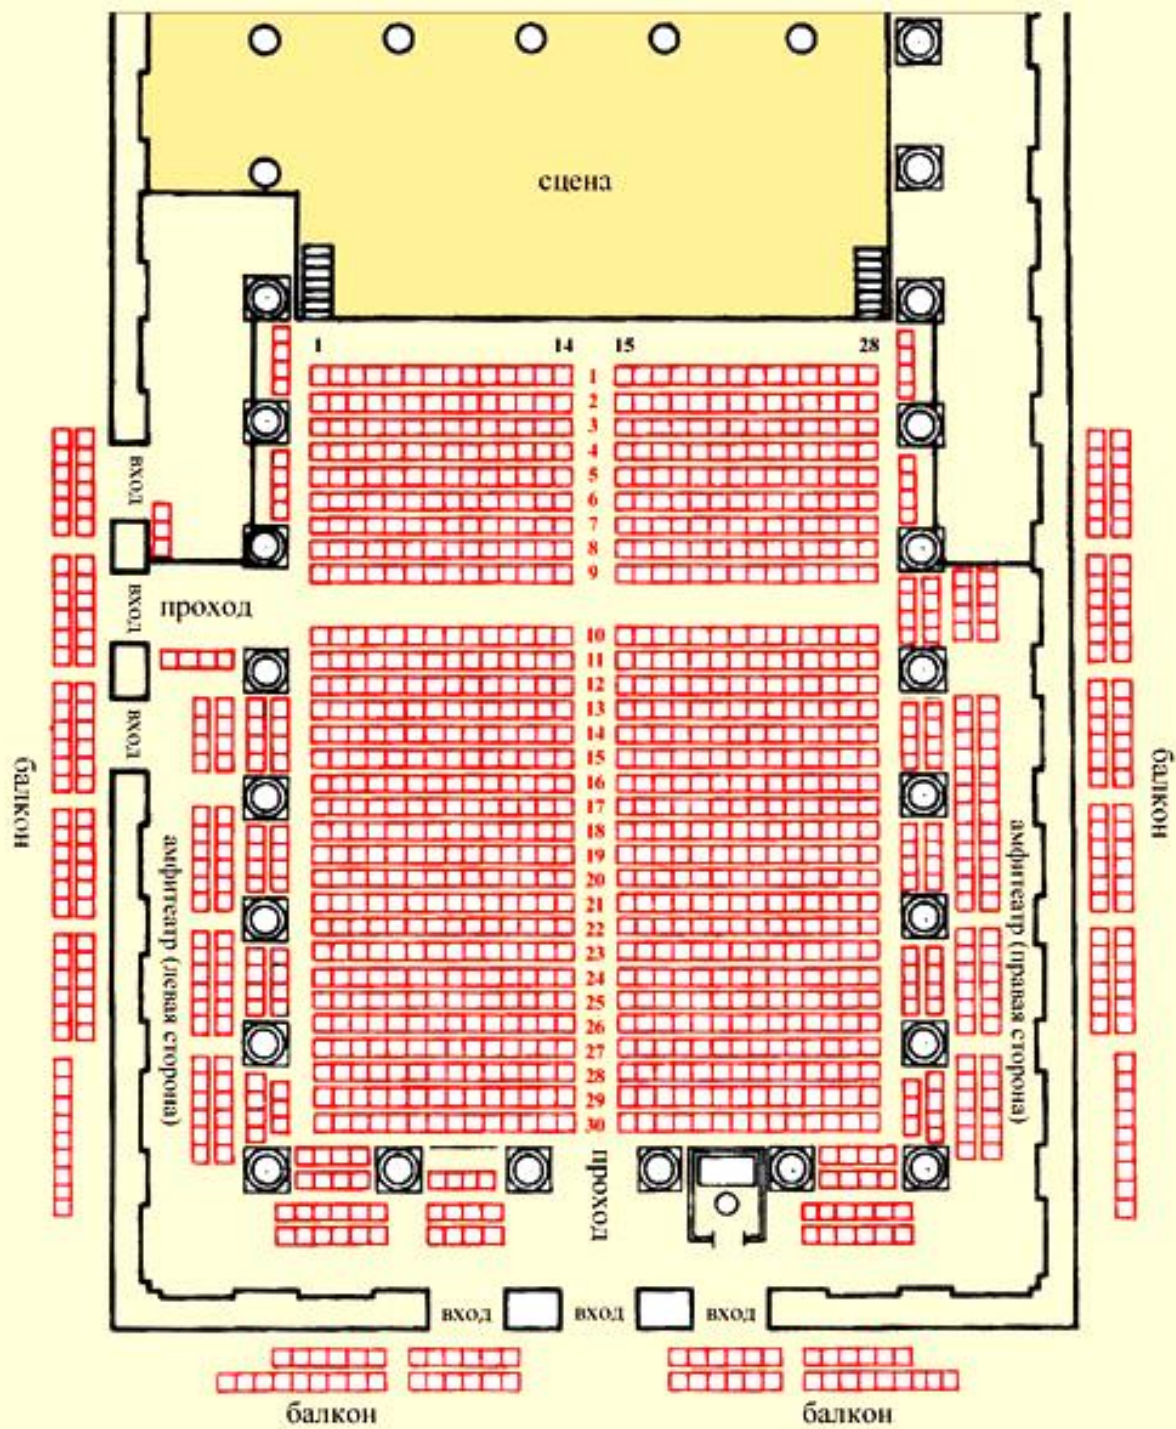 сцена
1 14 15 28
1
2
3
4
5
6
7
8
9
10
11
12
13
14
15
16
17
18
19
20
21
22
23
24
25
26
27
28
29
30
вход
вход
вход
проход
балкон
амфитеатр (левая сторона)
амфитеатр (правая сторона)
балкон
проход
вход вход вход
балкон балкон